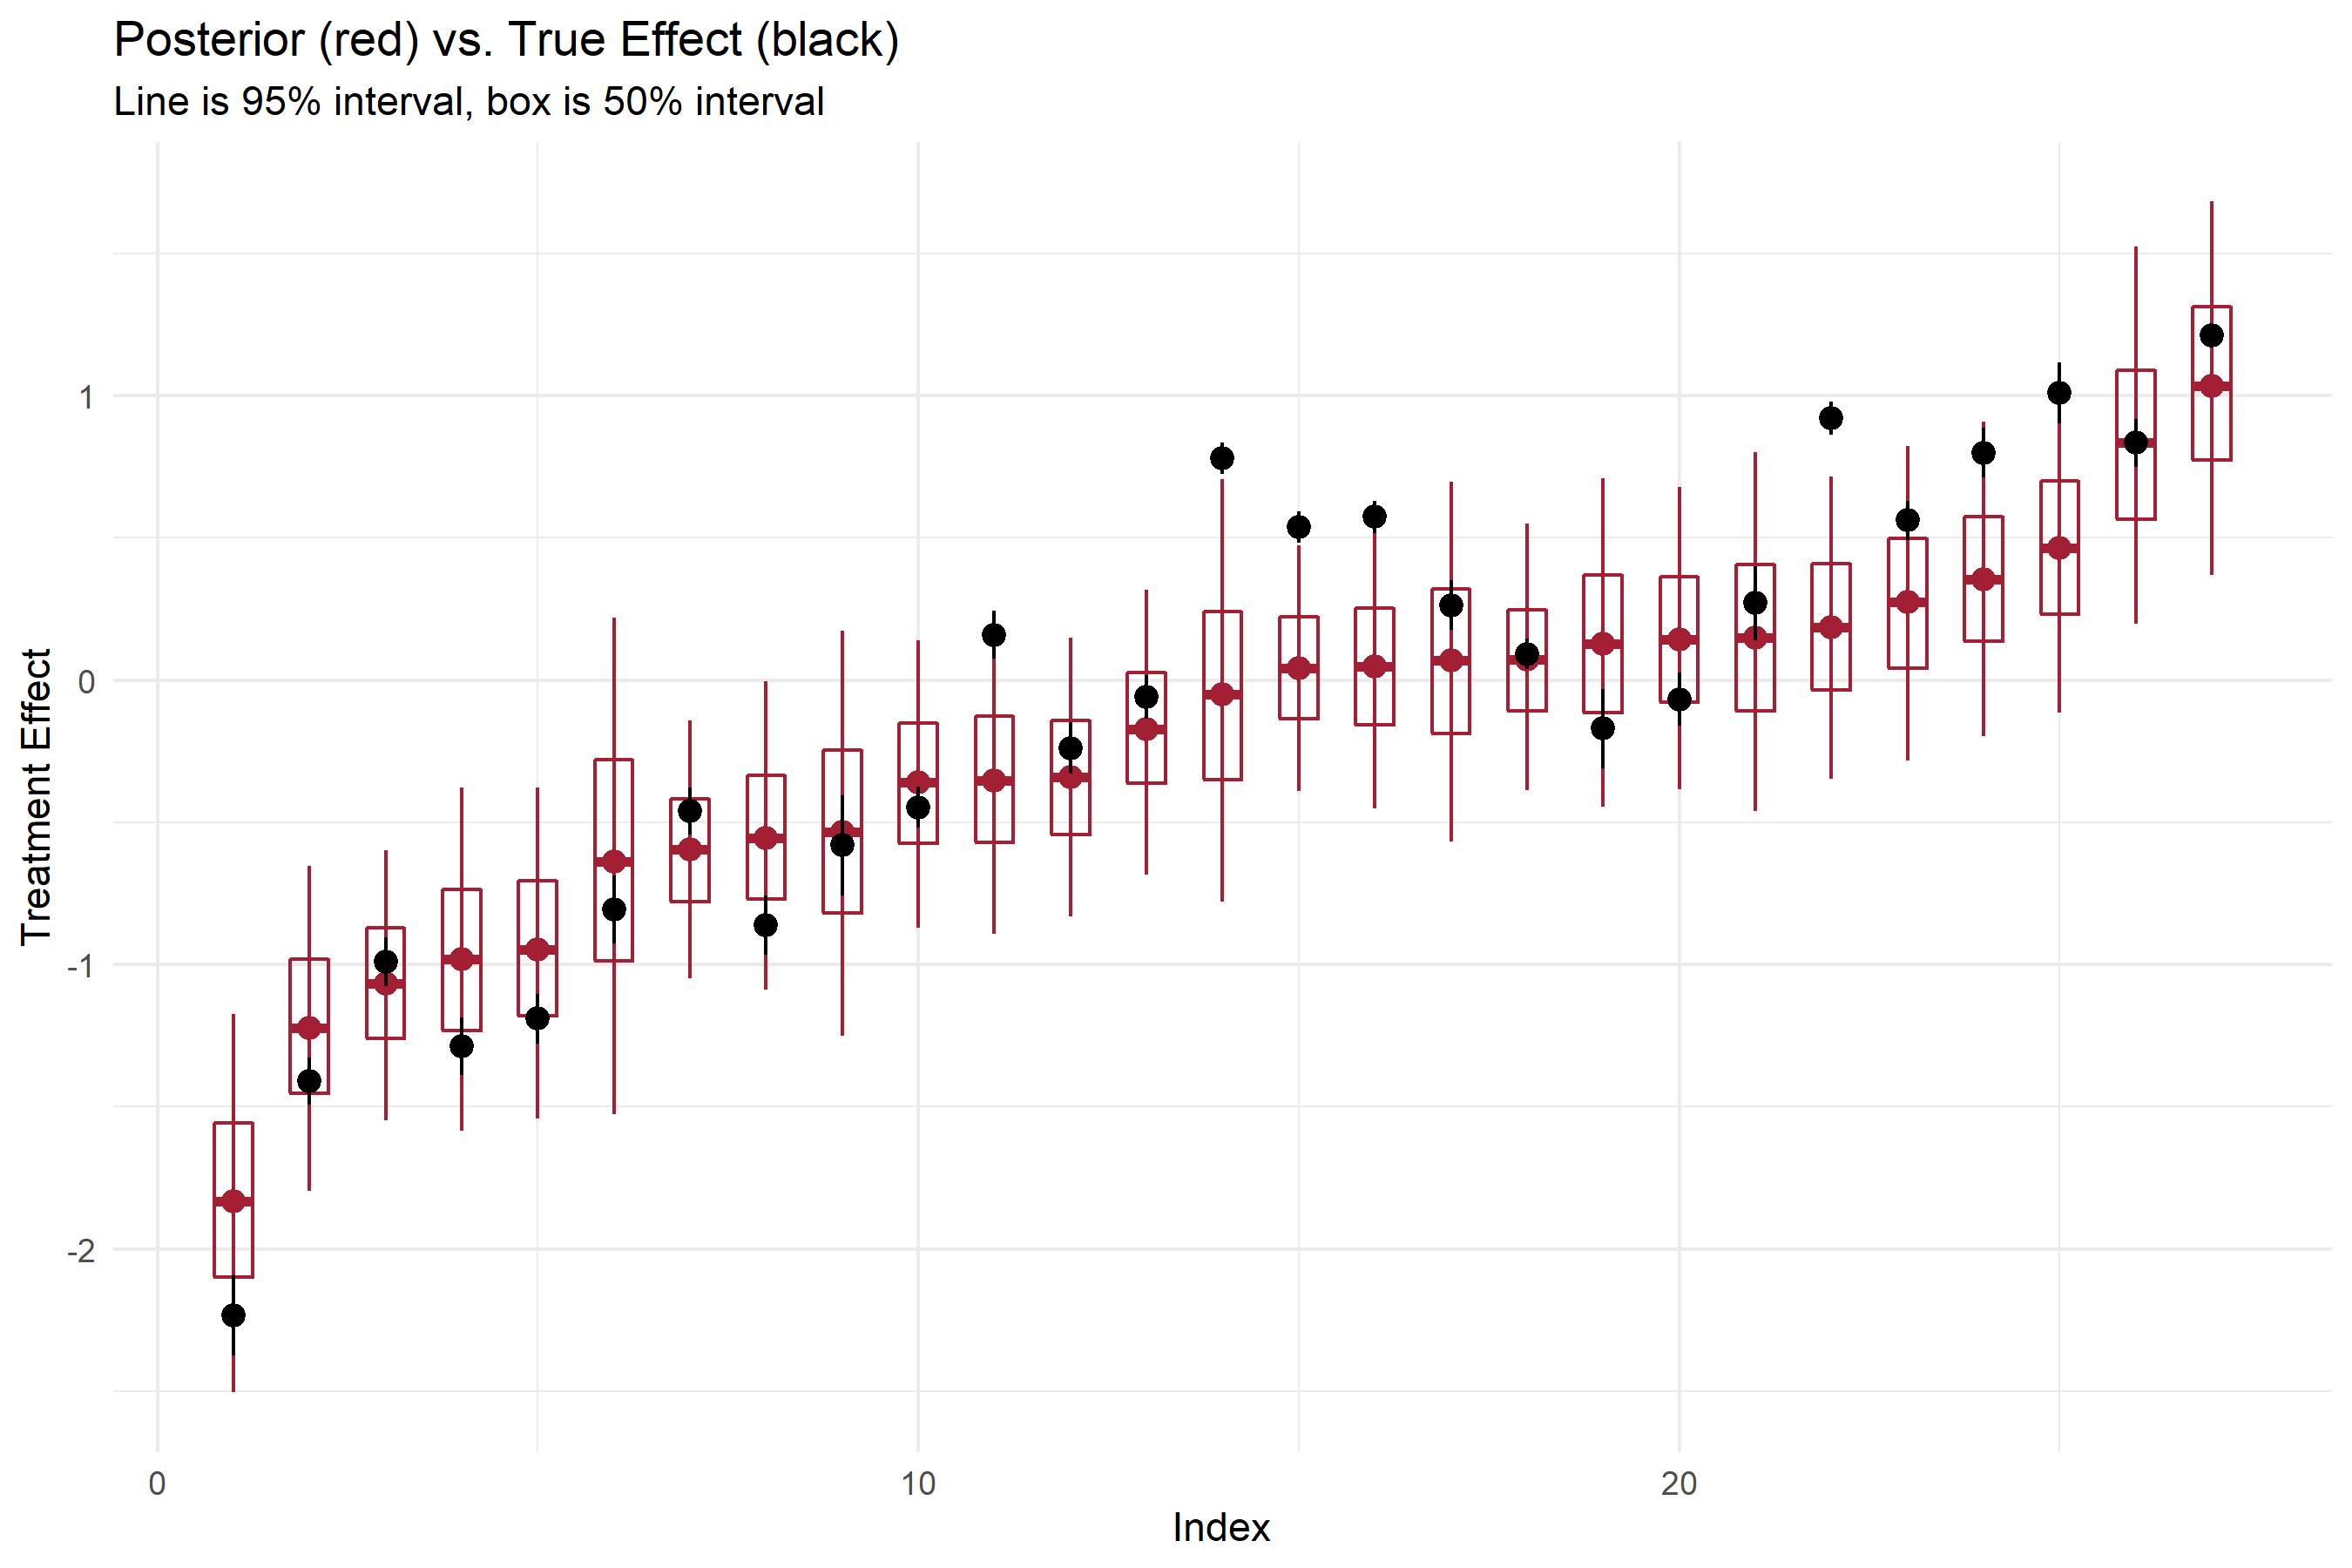 Posterior (red) vs. True Effect (black)
Line is 95% interval, box is 50% interval
Treatment Effect
1
0
-1
-2
0
10
20
Index